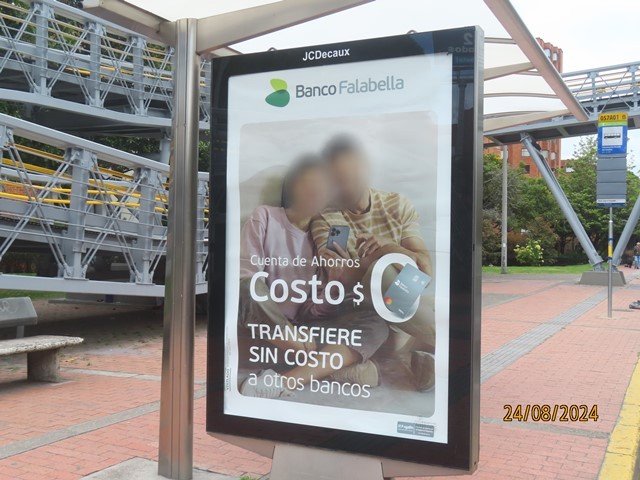 JCDecaux
Banco Falabella
Cuenta de Ahorros
Costo $0
TRANSFIERE
SIN COSTO
a otros bancos
24/08/2024